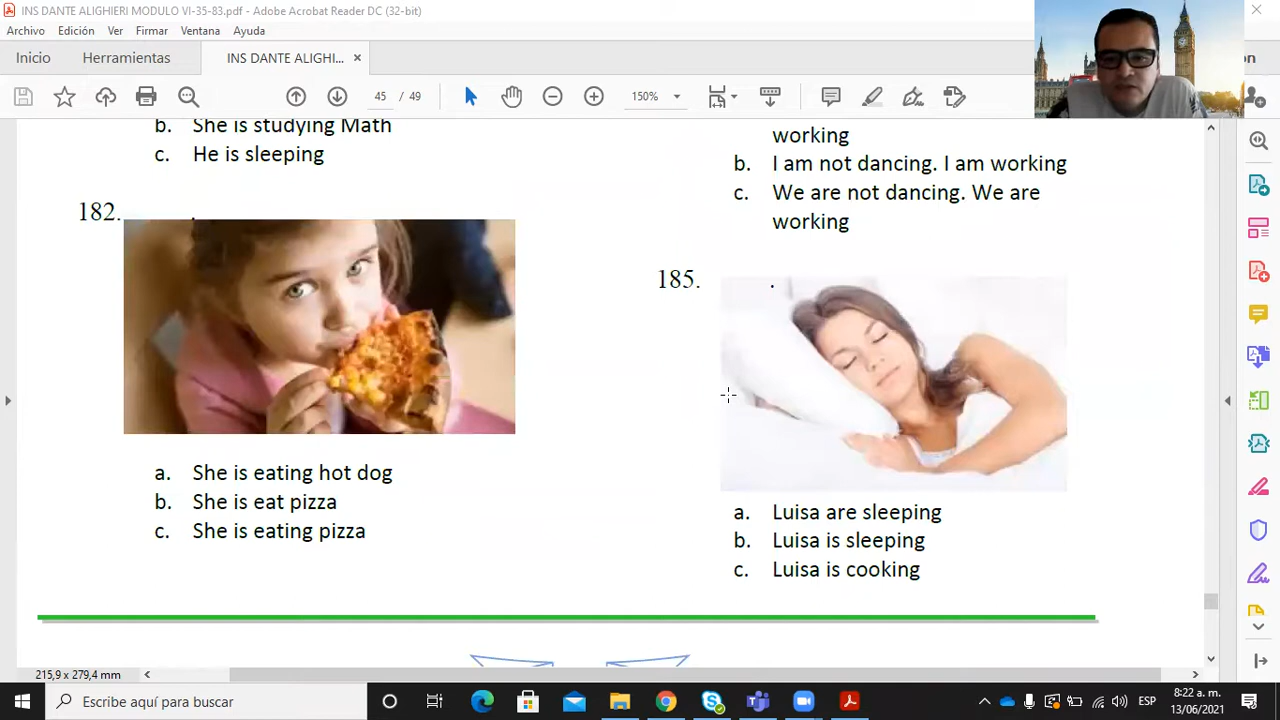 INS DANTE ALIGHIERI MODULO VI-35-83.pdf - Adobe Acrobat Reader DC (32-bit)
Archivo Edición Ver Firmar Ventana Ayuda
Inicio Herramientas INS DANTE ALIGHI... ×
45 / 49 150%
b. She is studying Math
c. He is sleeping
182. .
a. She is eating hot dog
b. She is eat pizza
c. She is eating pizza
working
b. I am not dancing. I am working
c. We are not dancing. We are
working
185. .
a. Luisa are sleeping
b. Luisa is sleeping
c. Luisa is cooking
215,9 x 279,4 mm
Escribe aquí para buscar
ESP
8:22 a. m.
13/06/2021